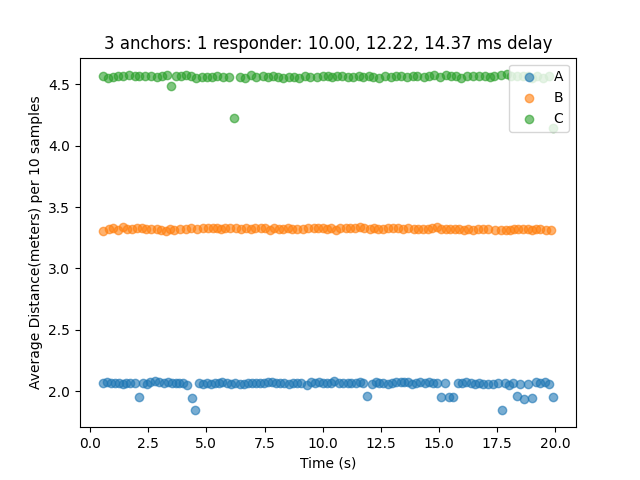 3 anchors: 1 responder: 10.00, 12.22, 14.37 ms delay
A
B
C
Average Distance(meters) per 10 samples
4.5
4.0
3.5
3.0
2.5
2.0
0.0 2.5 5.0 7.5 10.0 12.5 15.0 17.5 20.0
Time (s)